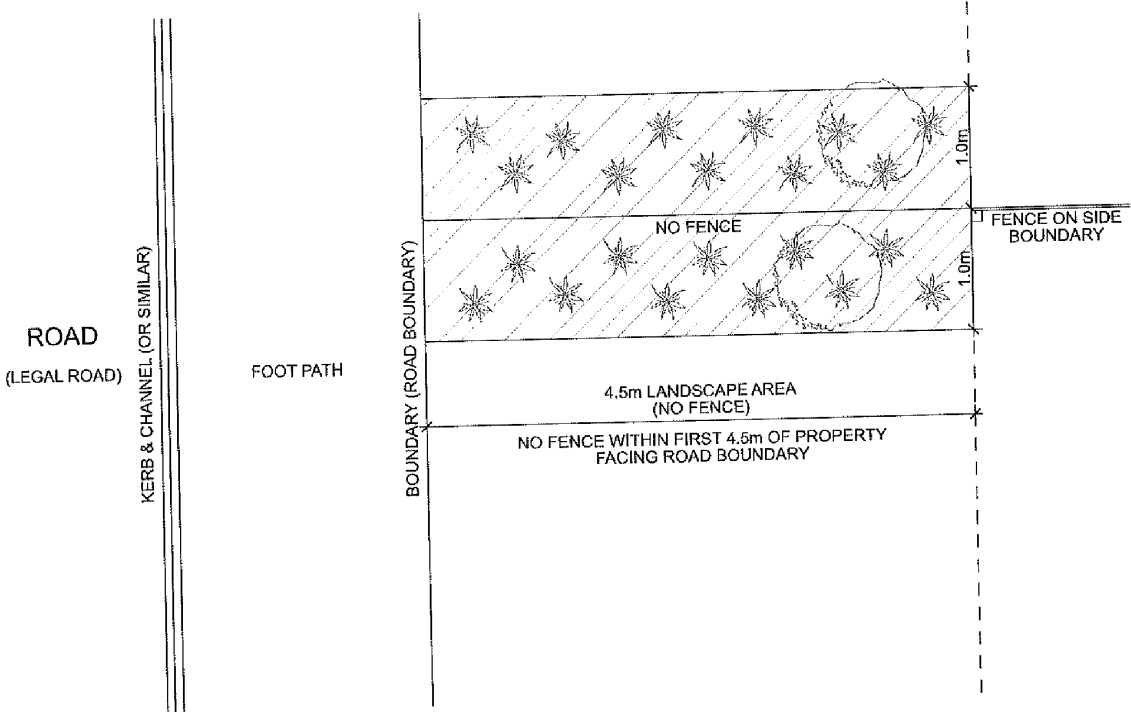 ROAD
(LEGAL ROAD)
KERB & CHANNEL (OR SIMILAR)
FOOT PATH
BOUNDARY (ROAD BOUNDARY)
1.0m
NO FENCE
1.0m
FENCE ON SIDE
BOUNDARY
4.5m LANDSCAPE AREA
(NO FENCE)
NO FENCE WITHIN FIRST 4.5m OF PROPERTY
FACING ROAD BOUNDARY